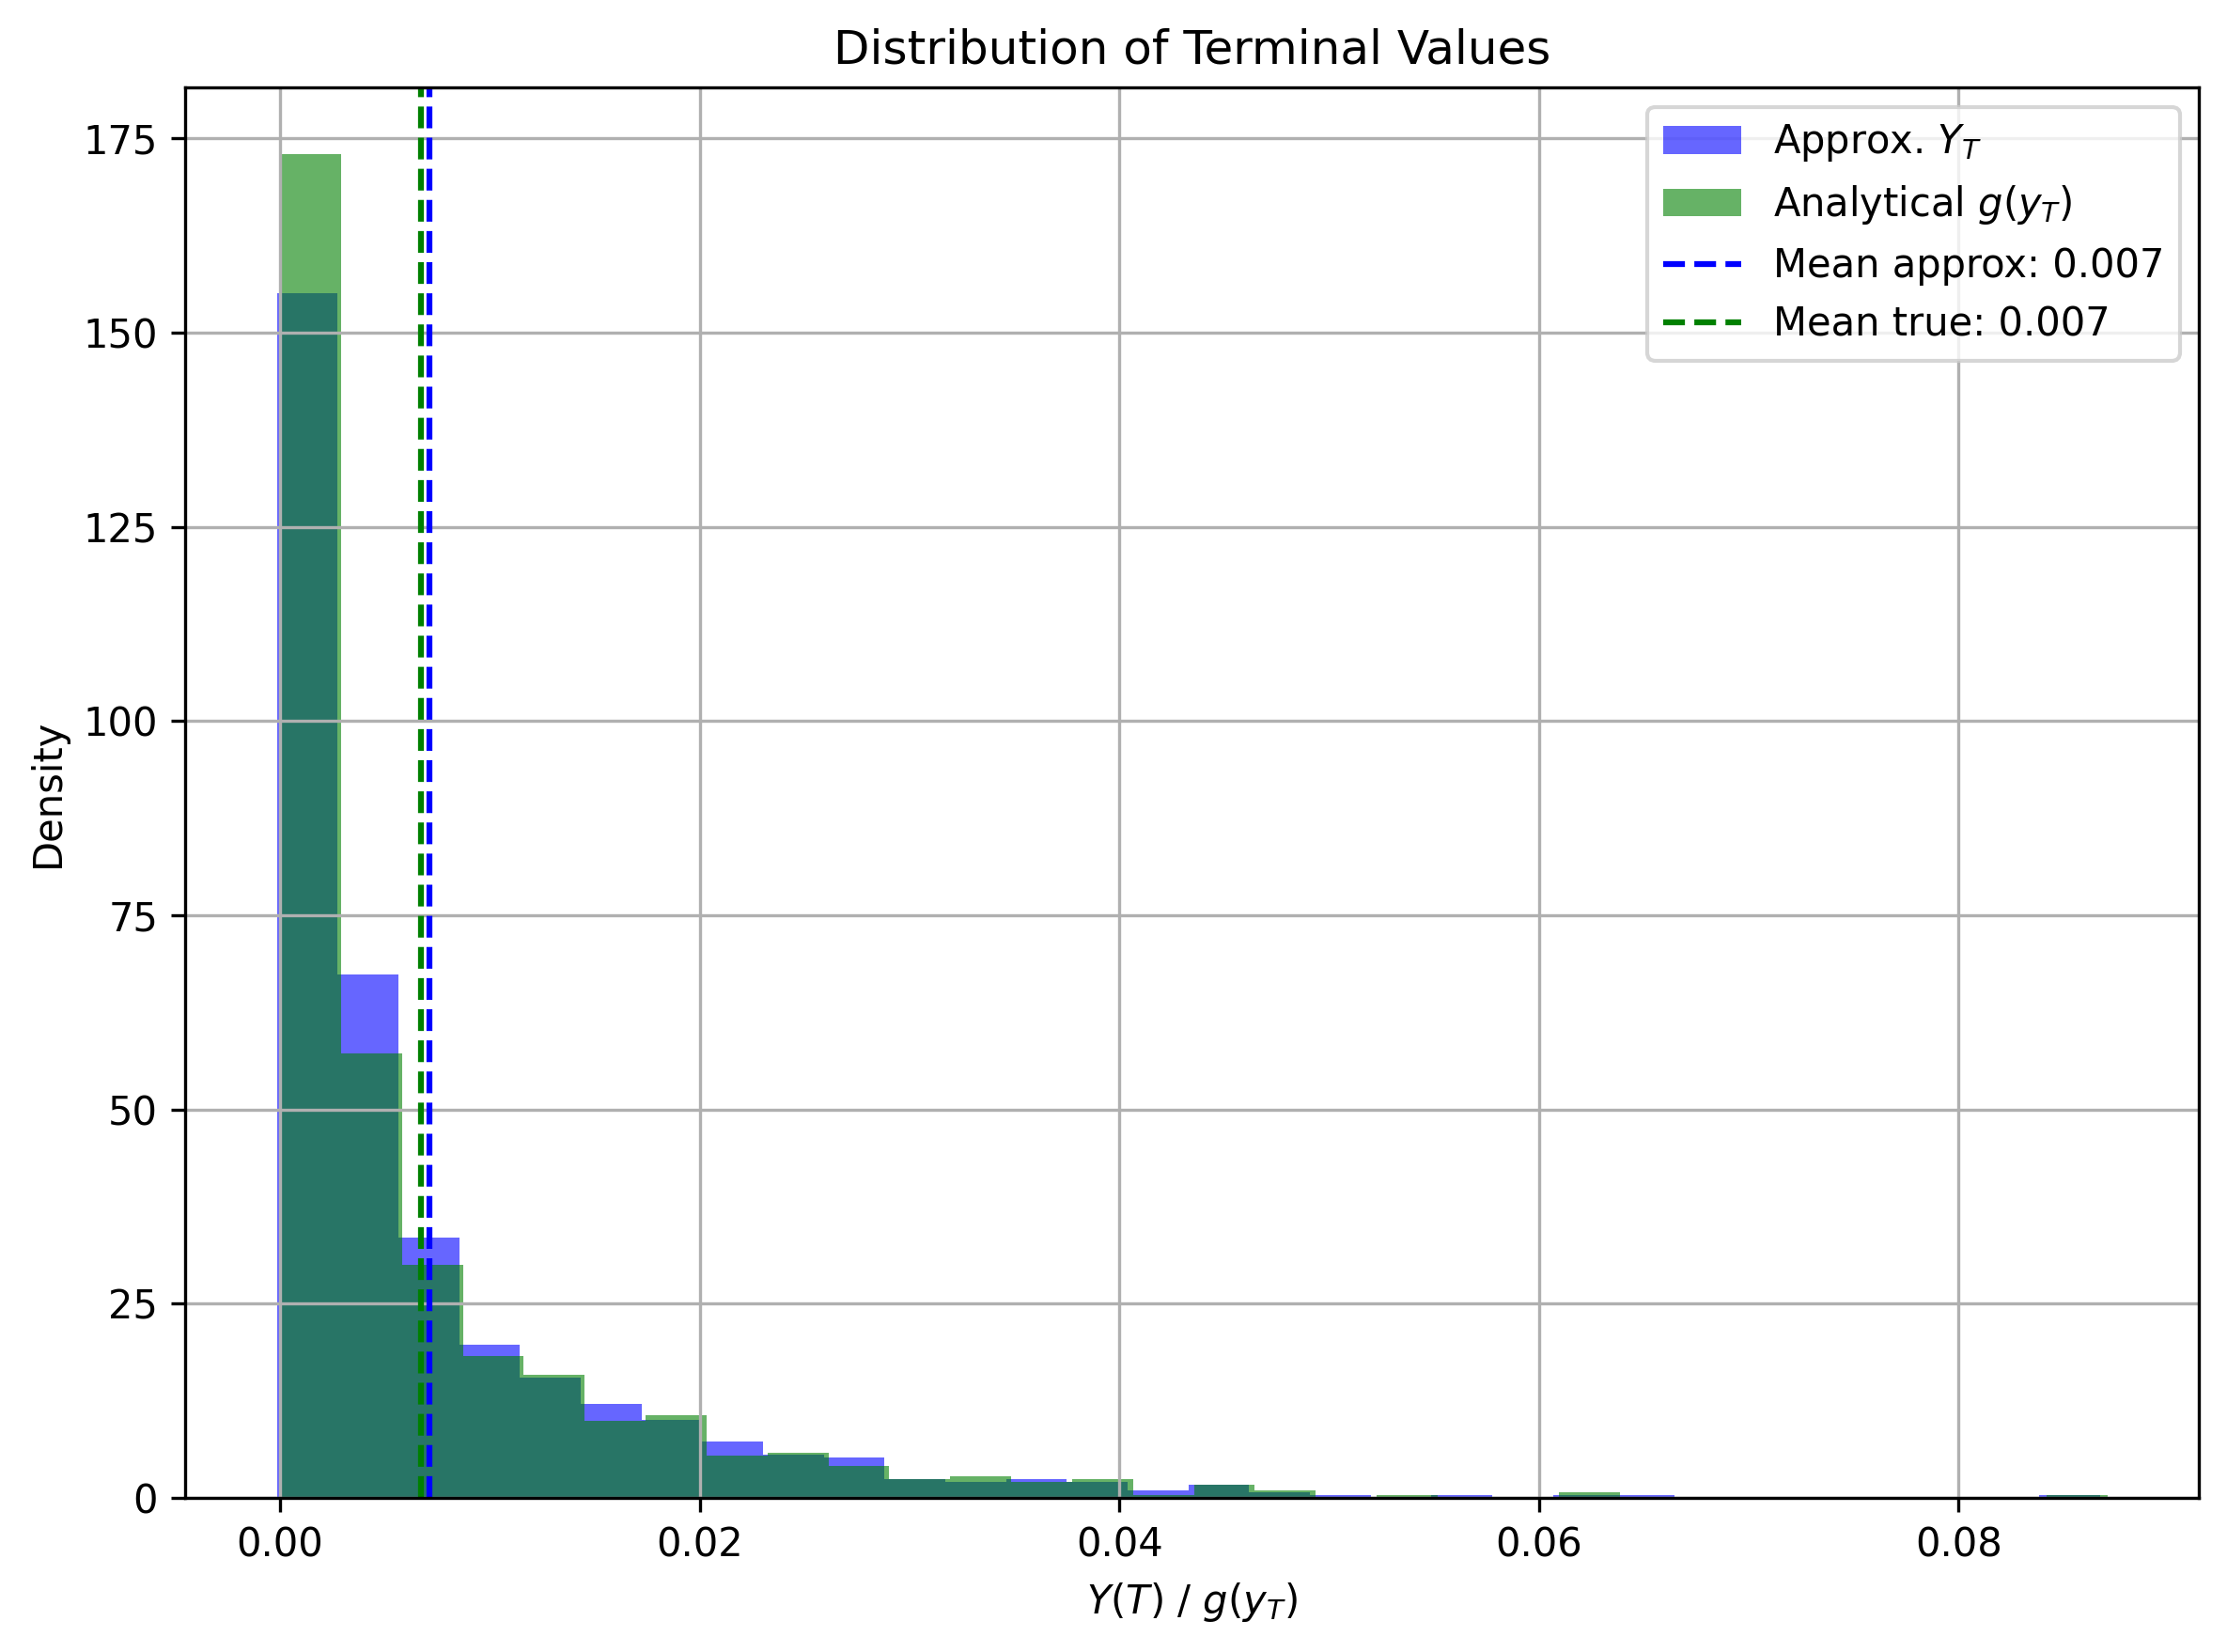 Distribution of Terminal Values
175
150
125
100
75
50
25
0
Density
Approx. $Y_T$
Analytical $g(y_T)$
Mean approx: 0.007
Mean true: 0.007
0.00 0.02 0.04 0.06 0.08
$Y(T)$ / $g(y_T)$